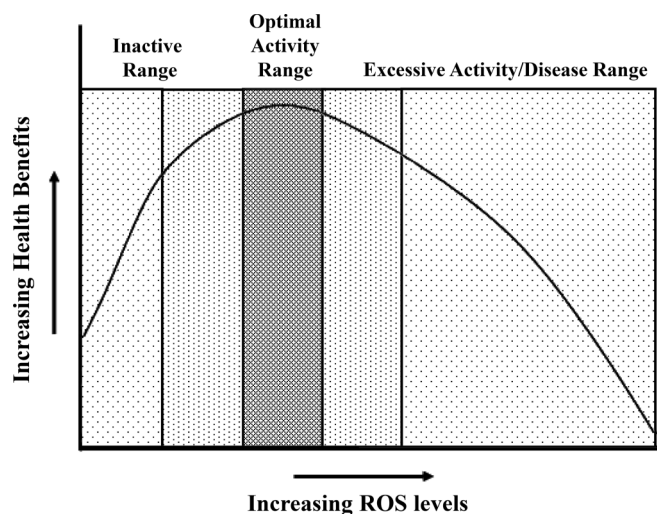 Optimal
Activity
Range
Inactive
Range
Excessive Activity/Disease Range
Increasing Health Benefits
Increasing ROS levels